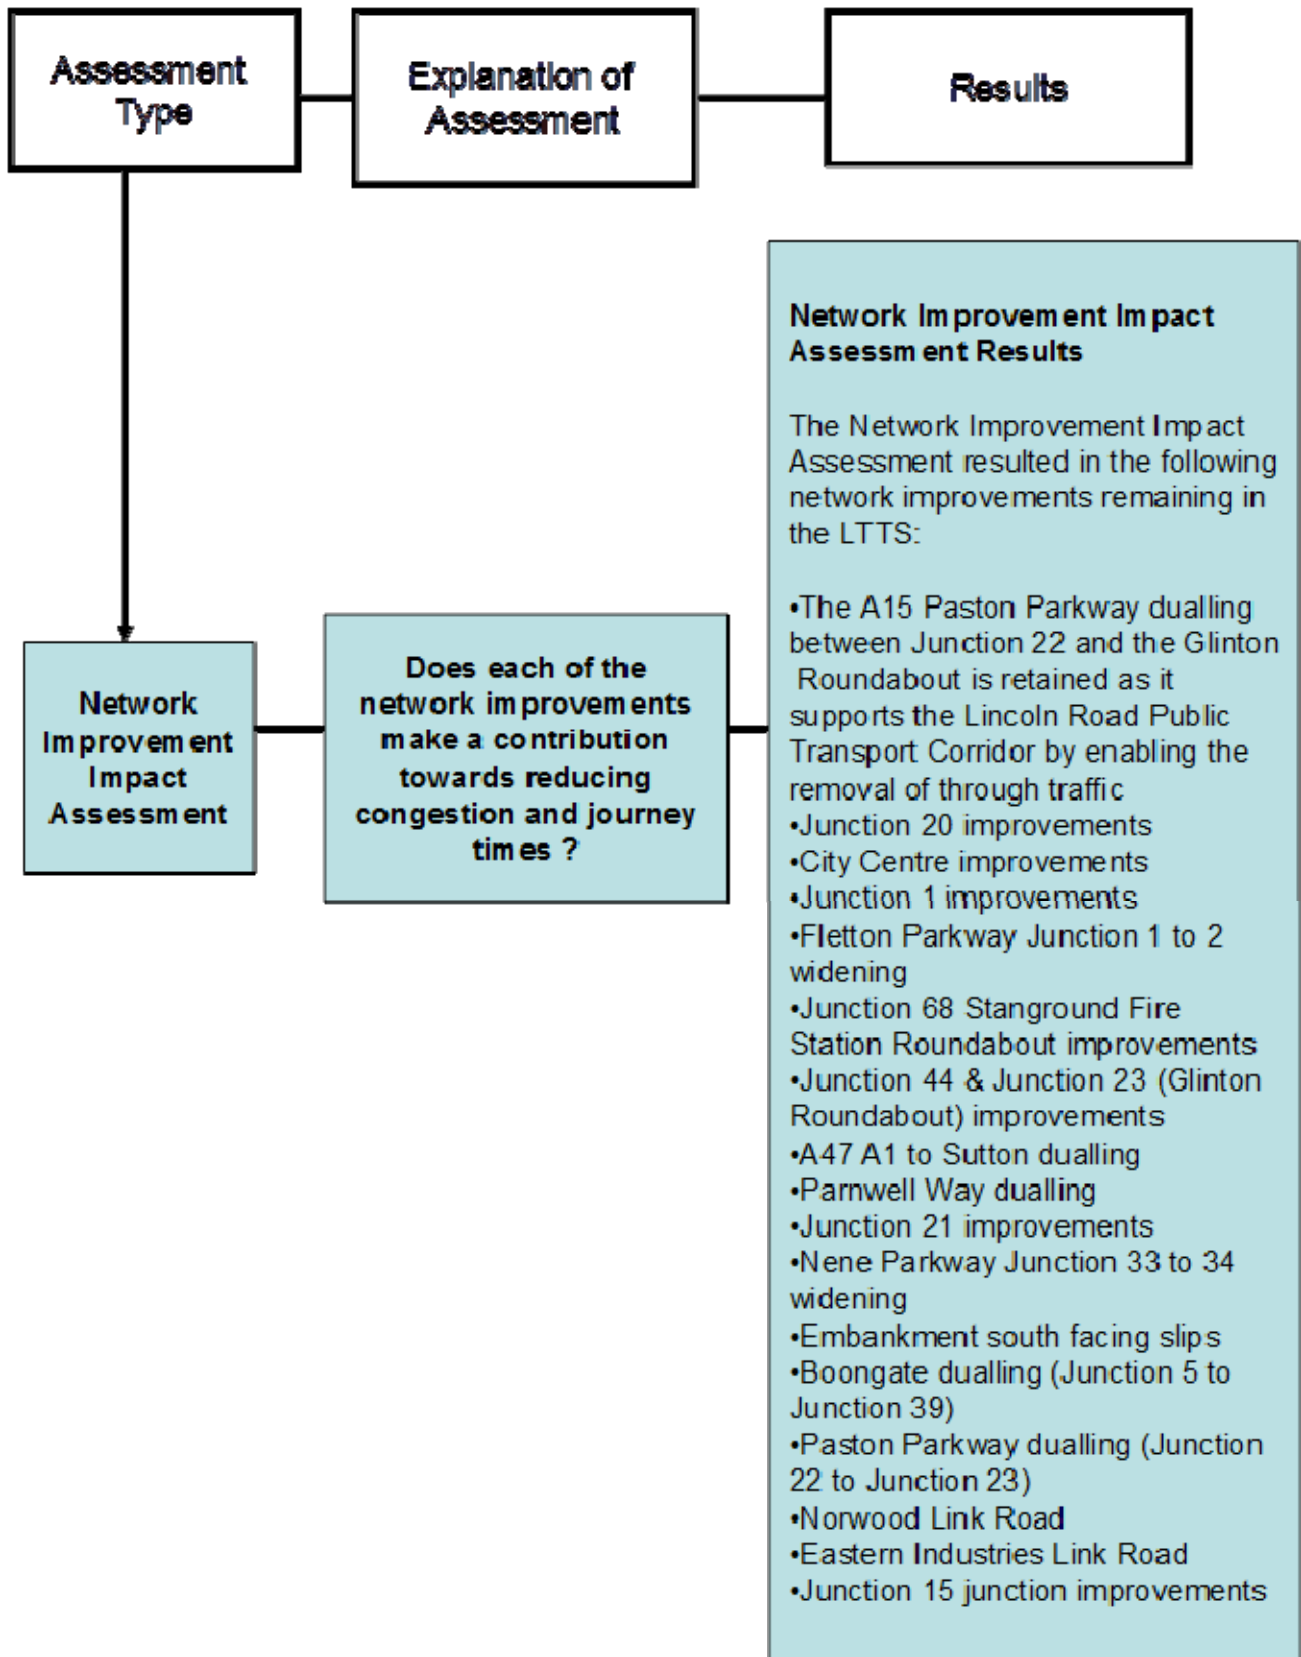 Assessment
Type
Explanation of
Assessment
Results
Network
Improvement
Impact
Assessment
Does each of the
network improvements
make a contribution
towards reducing
congestion and journey
times ?
Network Improvement Impact
Assessment Results
The Network Improvement Impact
Assessment resulted in the following
network improvements remaining in
the LTTS:
•The A15 Paston Parkway dualling
between Junction 22 and the Glinton
Roundabout is retained as it
supports the Lincoln Road Public
Transport Corridor by enabling the
removal of through traffic
•Junction 20 improvements
•City Centre improvements
•Junction 1 improvements
•Fletton Parkway Junction 1 to 2
widening
•Junction 68 Stanground Fire
Station Roundabout improvements
•Junction 44 & Junction 23 (Glinton
Roundabout) improvements
•A47 A1 to Sutton dualling
•Parnwell Way dualling
•Junction 21 improvements
•Nene Parkway Junction 33 to 34
widening
•Embankment south facing slips
•Boongate dualling (Junction 5 to
Junction 39)
•Paston Parkway dualling (Junction
22 to Junction 23)
•Norwood Link Road
•Eastern Industries Link Road
•Junction 15 junction improvements